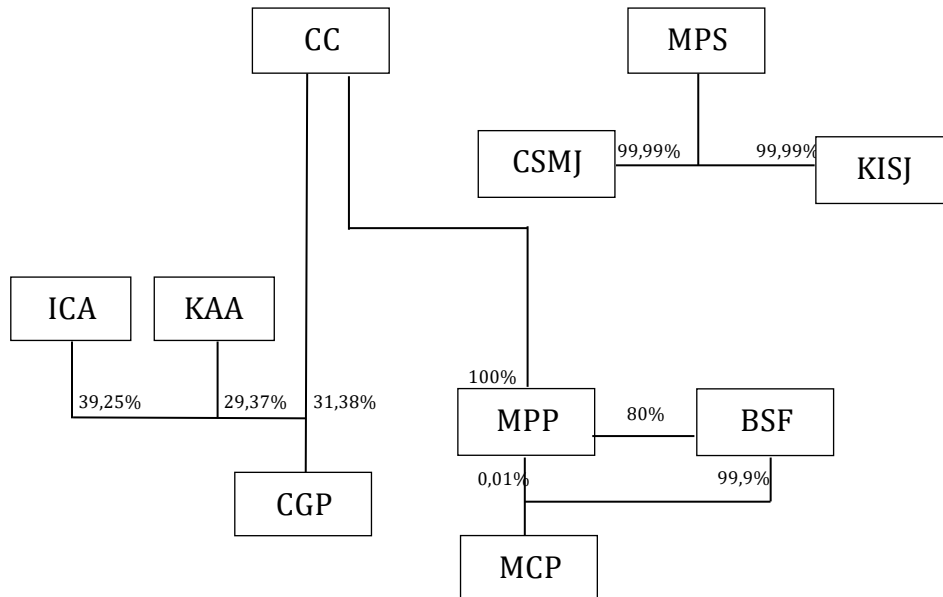 CC
MPS
CSMJ
99,99%
99,99%
KISJ
ICA
KAA
39,25%
29,37%
31,38%
100%
MPP
80%
BSF
CGP
0,01%
99,9%
MCP